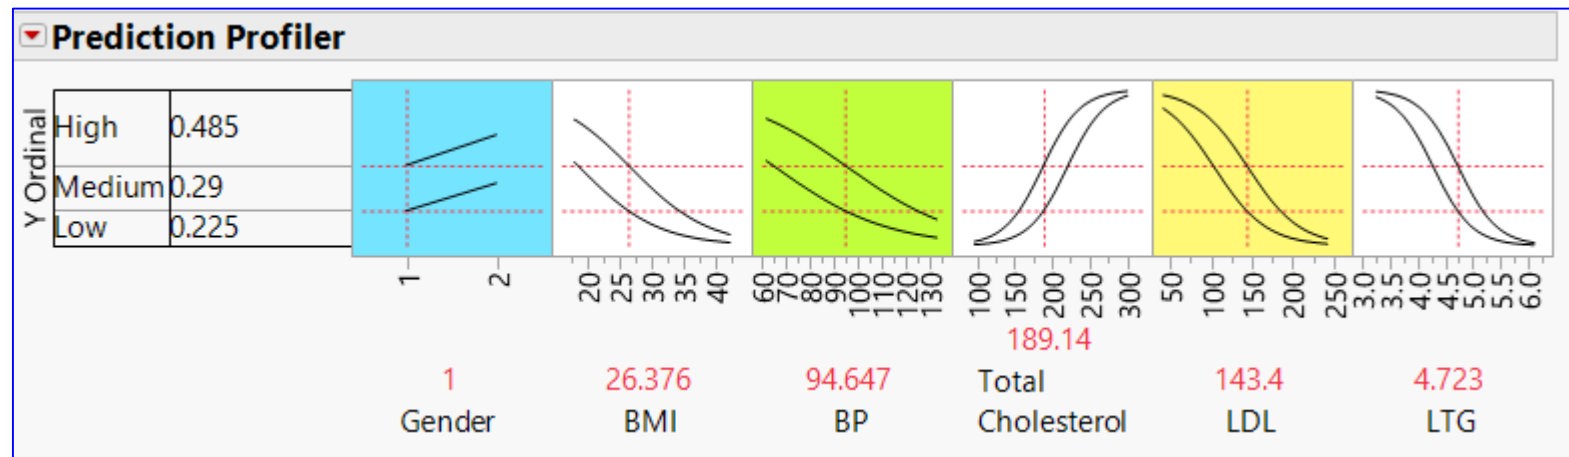 Prediction Profiler
Y Ordinal
High 0.485
Medium 0.29
Low 0.225
1 2
20 25 30 35 40
60 70 80 90 100 110 120 130
100 150 200 250 300
50 100 150 200 250
3.0 3.5 4.0 4.5 5.0 5.5 6.0
1
Gender
26.376
BMI
94.647
BP
189.14
Total
Cholesterol
143.4
LDL
4.723
LTG